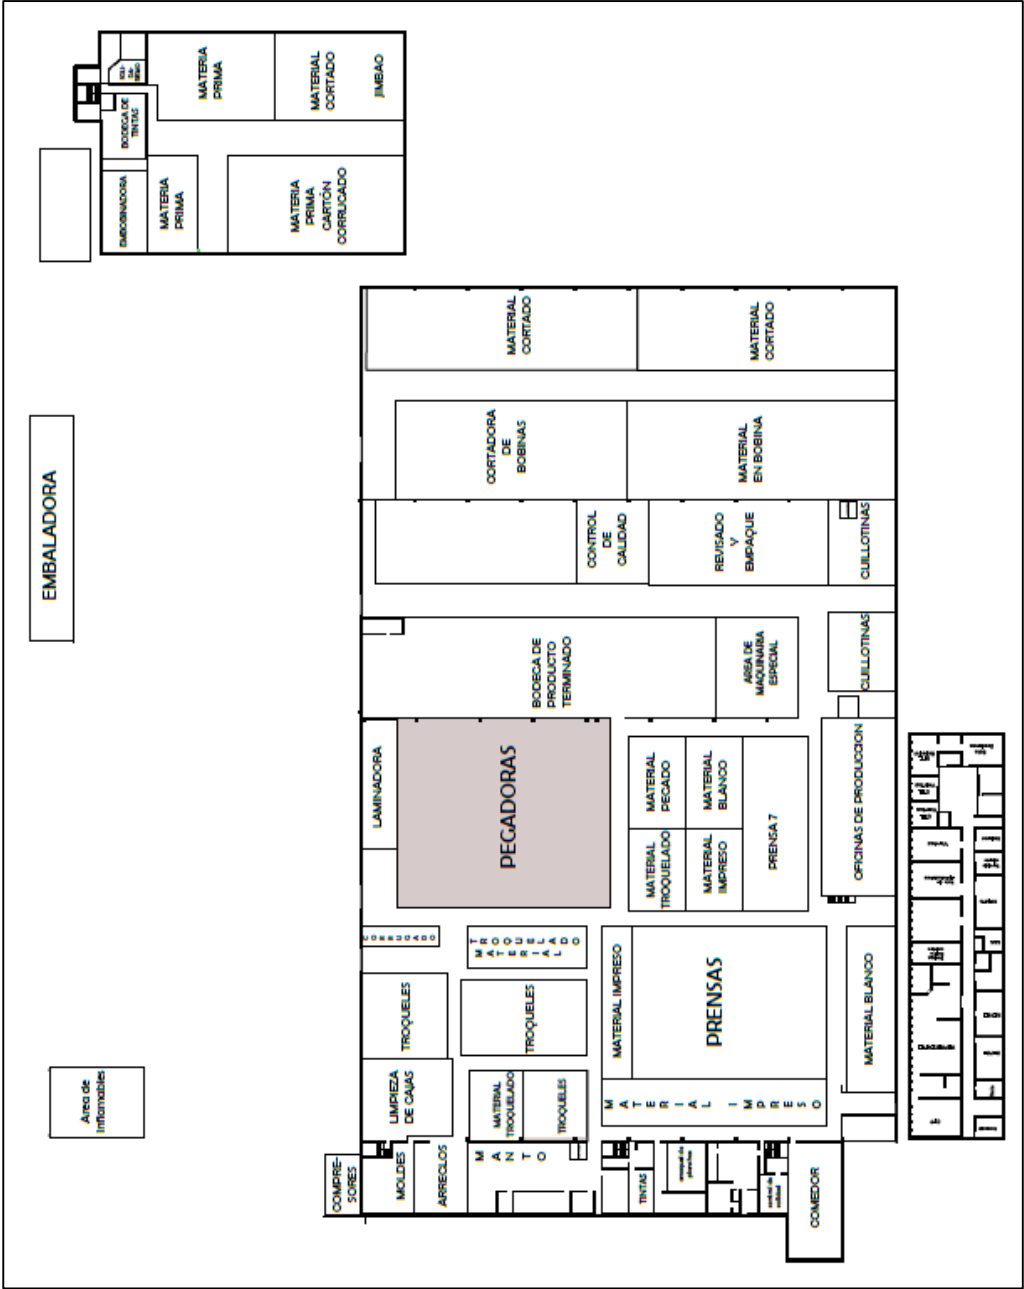 MATERIA
PRIMA
MATERIAL
CORTADO
JIMBAO
BODEGA DE
TINTAS
EMBOBINADORA
MATERIA
PRIMA
MATERIA
PRIMA
CARTÓN
CORRUGADO
EMBALADORA
MATERIAL
CORTADO
MATERIAL
CORTADO
CORTADORA
DE
BOBINAS
MATERIAL
EN BOBINA
CONTROL
DE
CALIDAD
REVISADO
Y
EMPAQUE
GUILLOTINAS
BODEGA DE
PRODUCTO
TERMINADO
AREA DE
MAQUINARIA
ESPECIAL
GUILLOTINAS
LAMINADORA
PEGADORAS
MATERIAL
PEGADO
MATERIAL
BLANCO
MATERIAL
TROQUELADO
MATERIAL
IMPRESO
PRENSA 7
OFICINAS DE PRODUCCION
CORRUGADO
MATERIAL
TROQUELADO
TROQUELES
TROQUELES
MATERIAL IMPRESO
PRENSAS
MATERIAL BLANCO
Area de
Inflamables
LIMPIEZA
DE CAJAS
MATERIAL
TROQUELADO
TROQUELES
MATERIAL IMPRESO
COMPRE-
SORES
MOLDES
ARREGLOS
MANTO
TINTAS
control de
calidad
COMEDOR